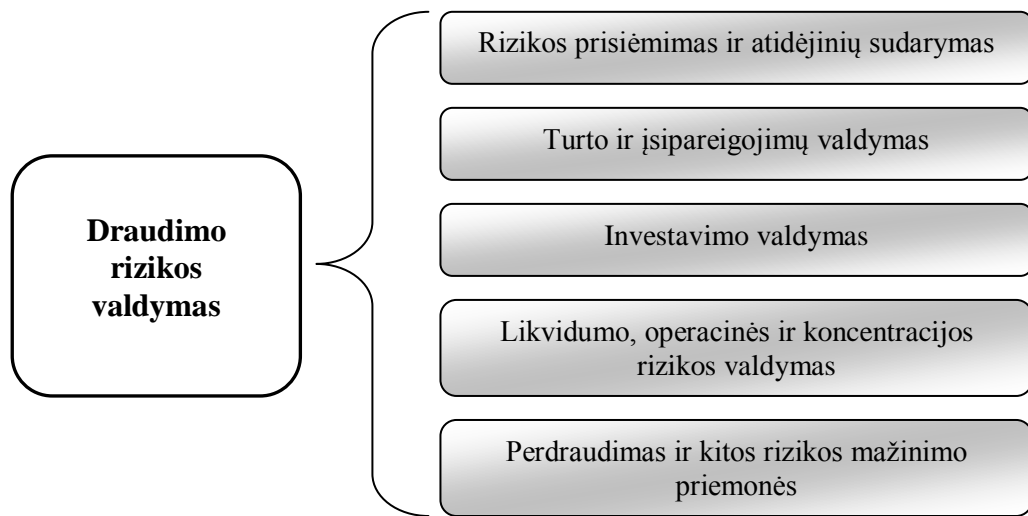 Draudimo
rizikos
valdymas
Rizikos prisiėmimas ir atidėjinių sudarymas
Turto ir įsipareigojimų valdymas
Investavimo valdymas
Likvidumo, operacinės ir koncentracijos
rizikos valdymas
Perdraudimas ir kitos rizikos mažinimo
priemonės